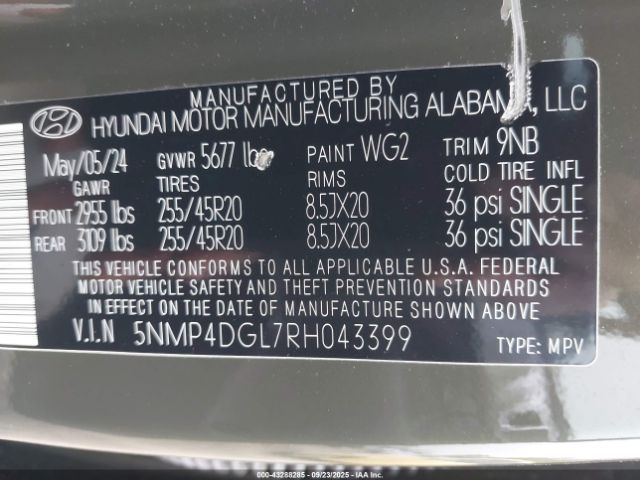 MANUFACTURED BY
HYUNDAI MOTOR MANUFACTURING ALABAMA, LLC
May/05/24 GVWR 5677 lbs PAINT WG2 TRIM 9NB
GAWR TIRES RIMS COLD TIRE INFL
FRONT 2955 lbs 255/45R20 8.5JX20 36 psi SINGLE
REAR 3109 lbs 255/45R20 8.5JX20 36 psi SINGLE
THIS VEHICLE CONFORMS TO ALL APPLICABLE U.S.A. FEDERAL
MOTOR VEHICLE SAFETY AND THEFT PREVENTION STANDARDS
IN EFFECT ON THE DATE OF MANUFACTURE SHOWN ABOVE
V.I.N 5NMP4DGL7RH043399 TYPE: MPV
000-43288285 - 09/23/2025 - IAA Inc.